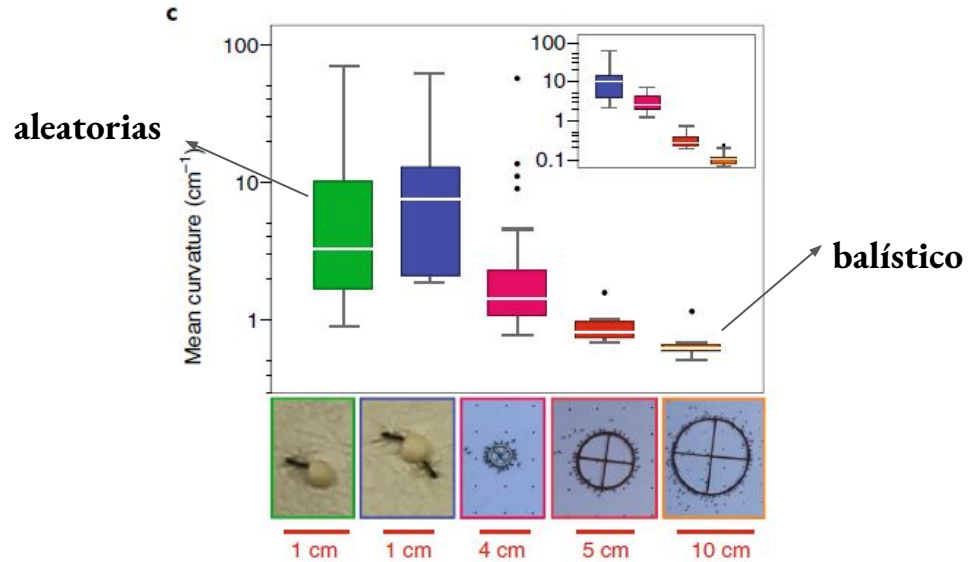 c
100
10
1
Mean curvature (cm⁻¹)
100
10
1
0.1
aleatorias
balístico
1 cm
1 cm
4 cm
5 cm
10 cm